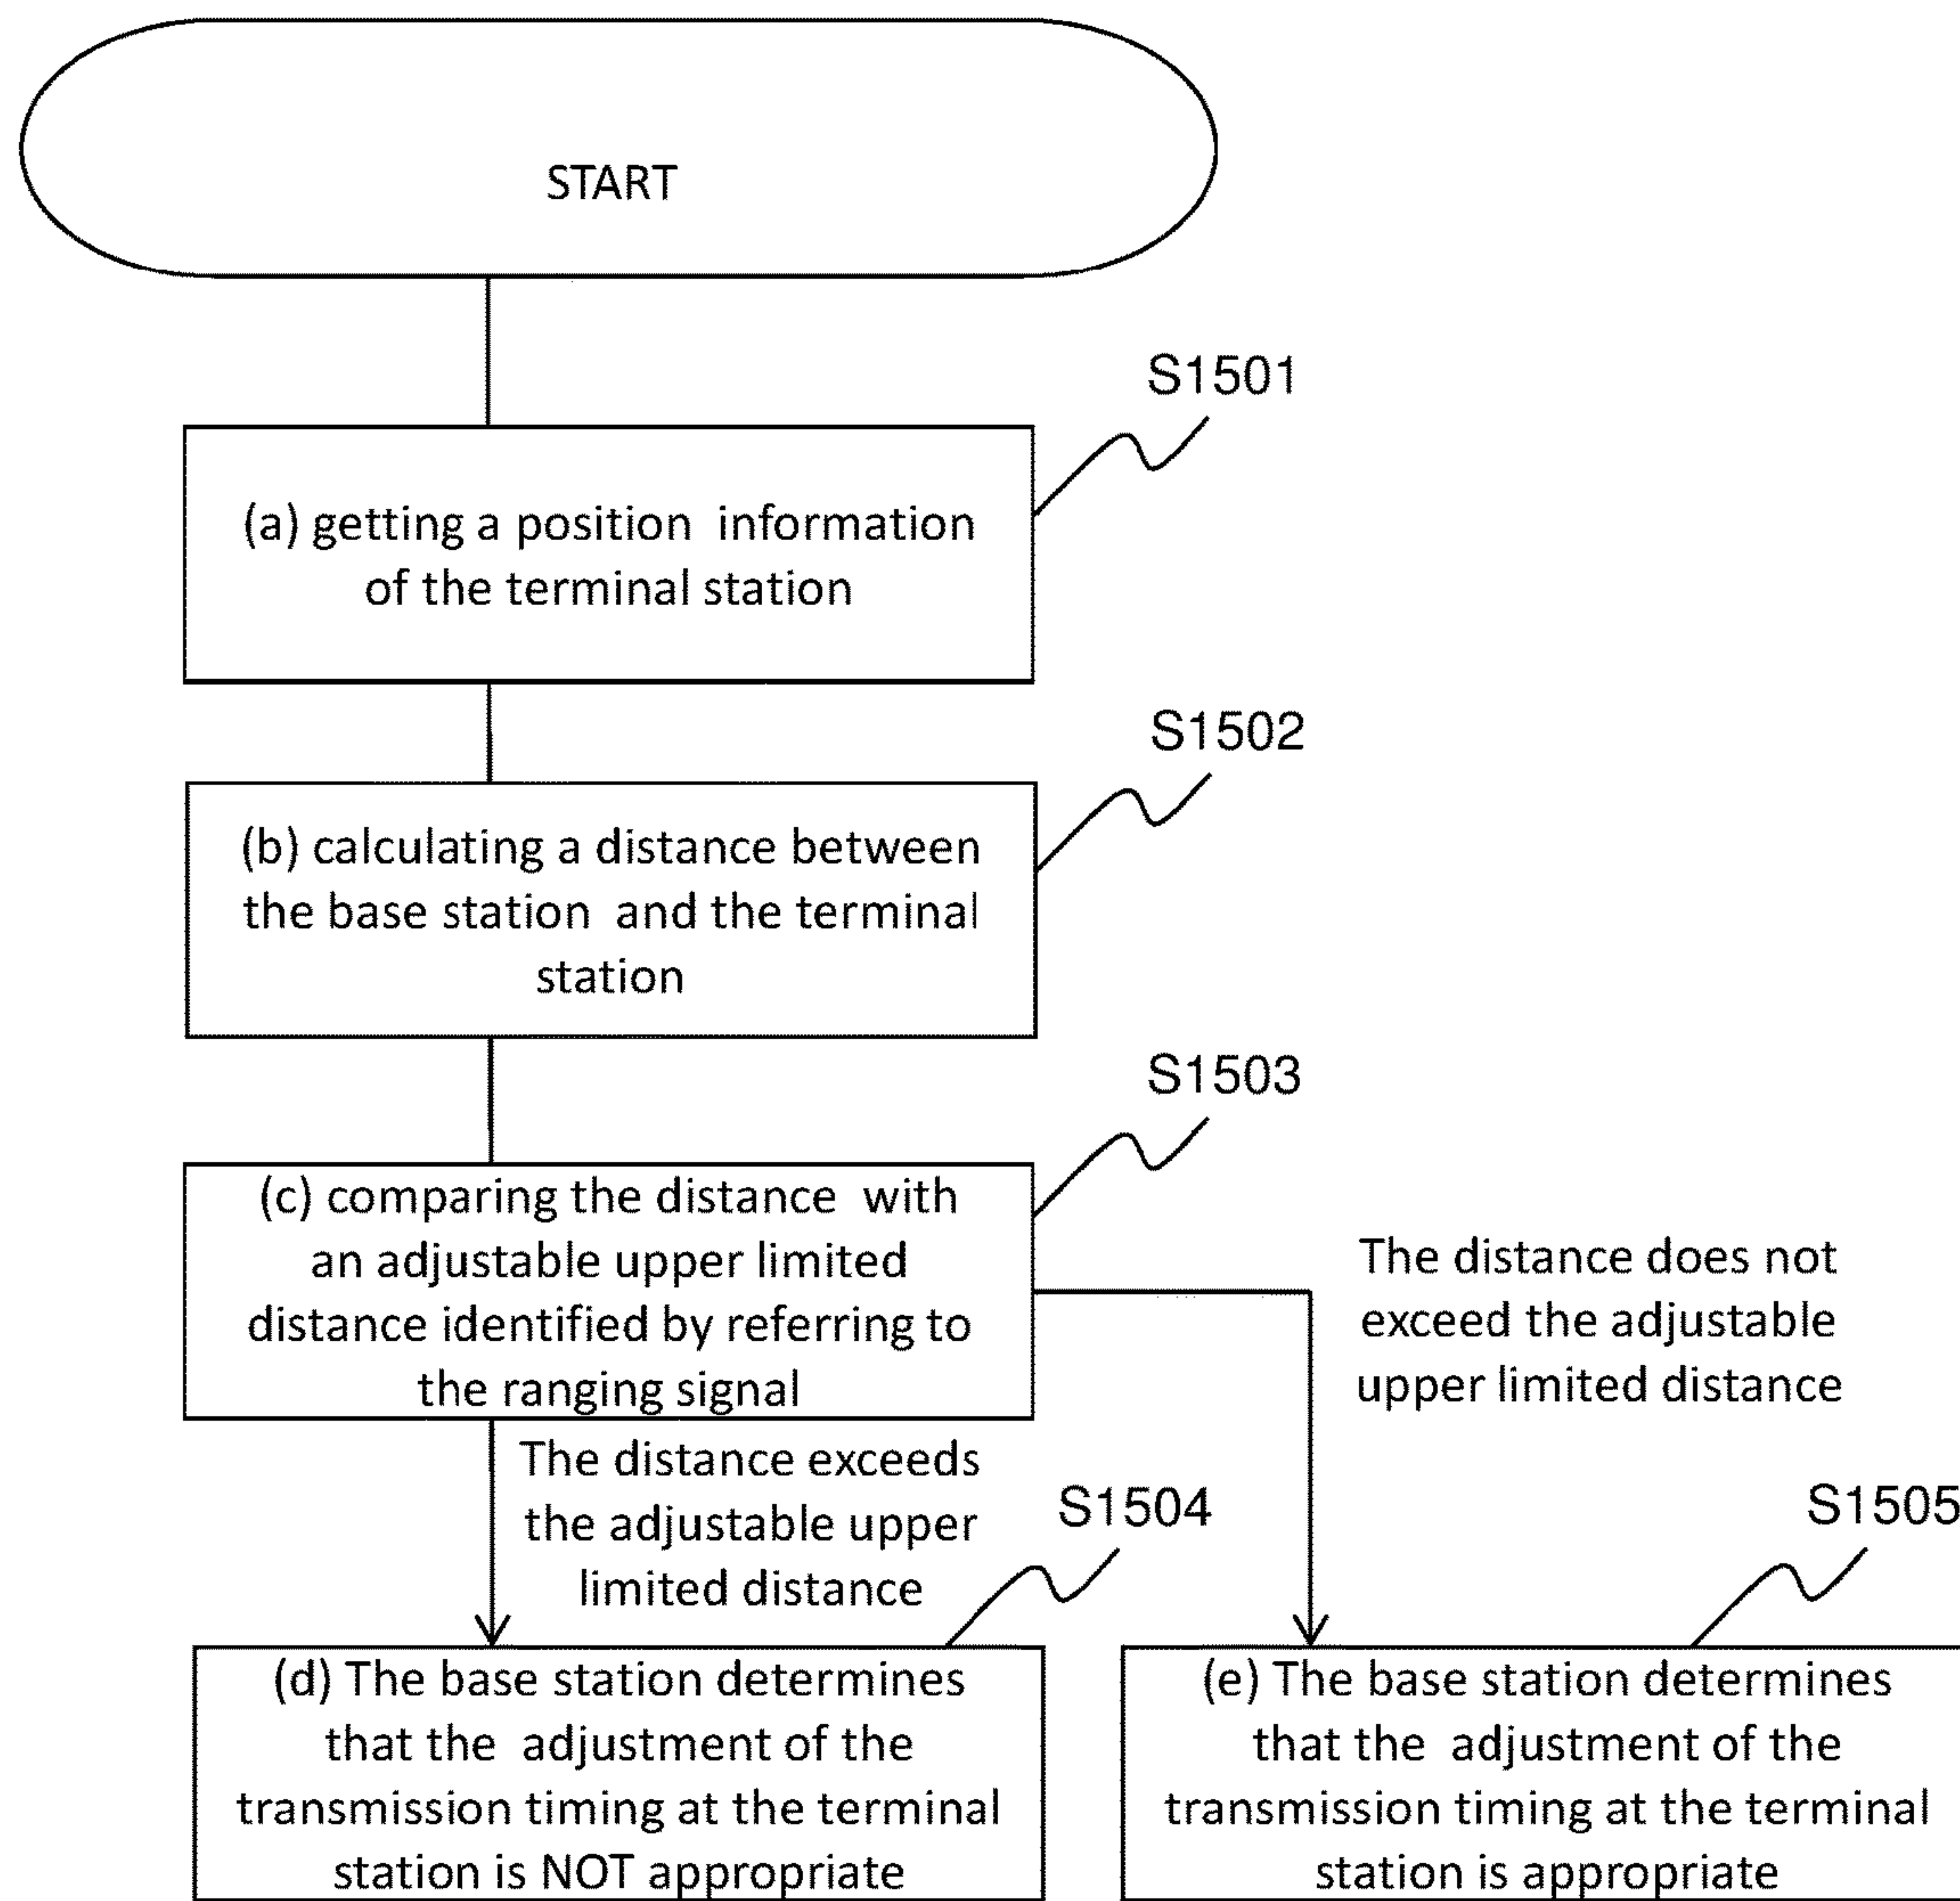 START
S1501
(a) getting a position information
of the terminal station
S1502
(b) calculating a distance between
the base station and the terminal
station
S1503
(c) comparing the distance with
an adjustable upper limited
distance identified by referring to
the ranging signal
The distance does not
exceed the adjustable
upper limited distance
The distance exceeds
the adjustable upper
limited distance
S1504
S1505
(d) The base station determines
that the adjustment of the
transmission timing at the terminal
station is NOT appropriate
(e) The base station determines
that the adjustment of the
transmission timing at the terminal
station is appropriate